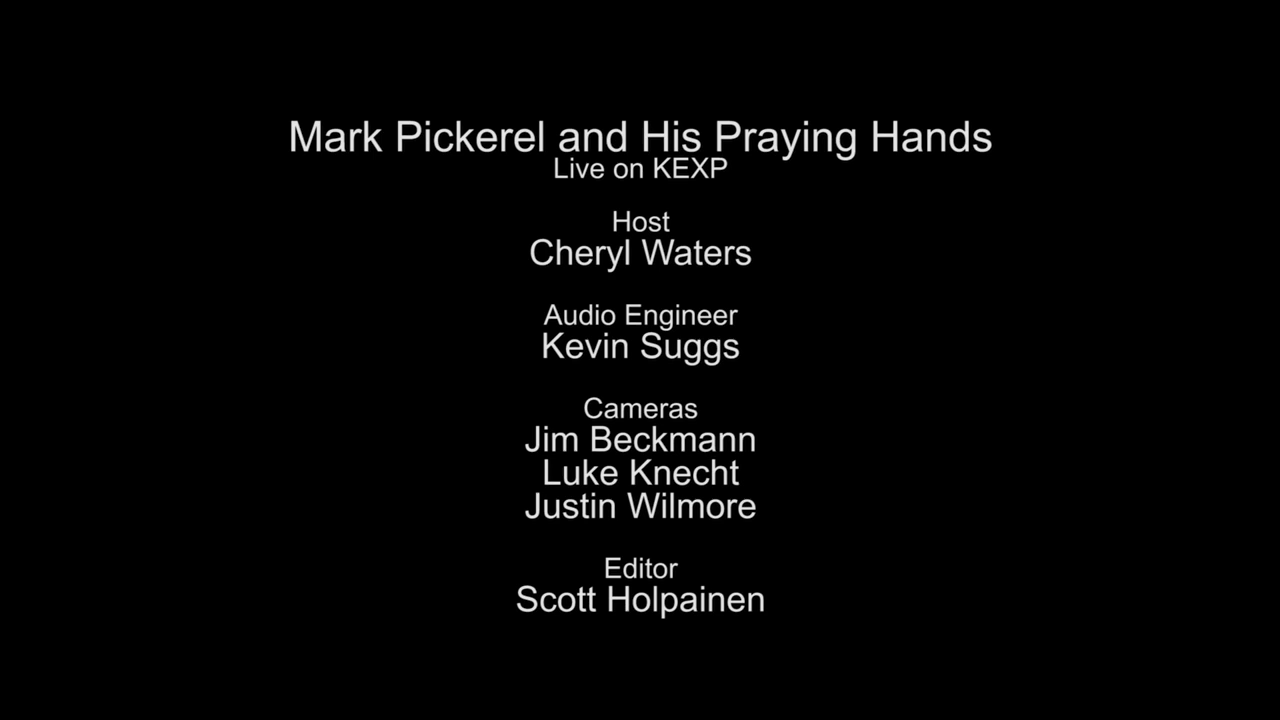 Mark Pickerel and His Praying Hands
Live on KEXP
Host
Cheryl Waters
Audio Engineer
Kevin Suggs
Cameras
Jim Beckmann
Luke Knecht
Justin Wilmore
Editor
Scott Holpainen